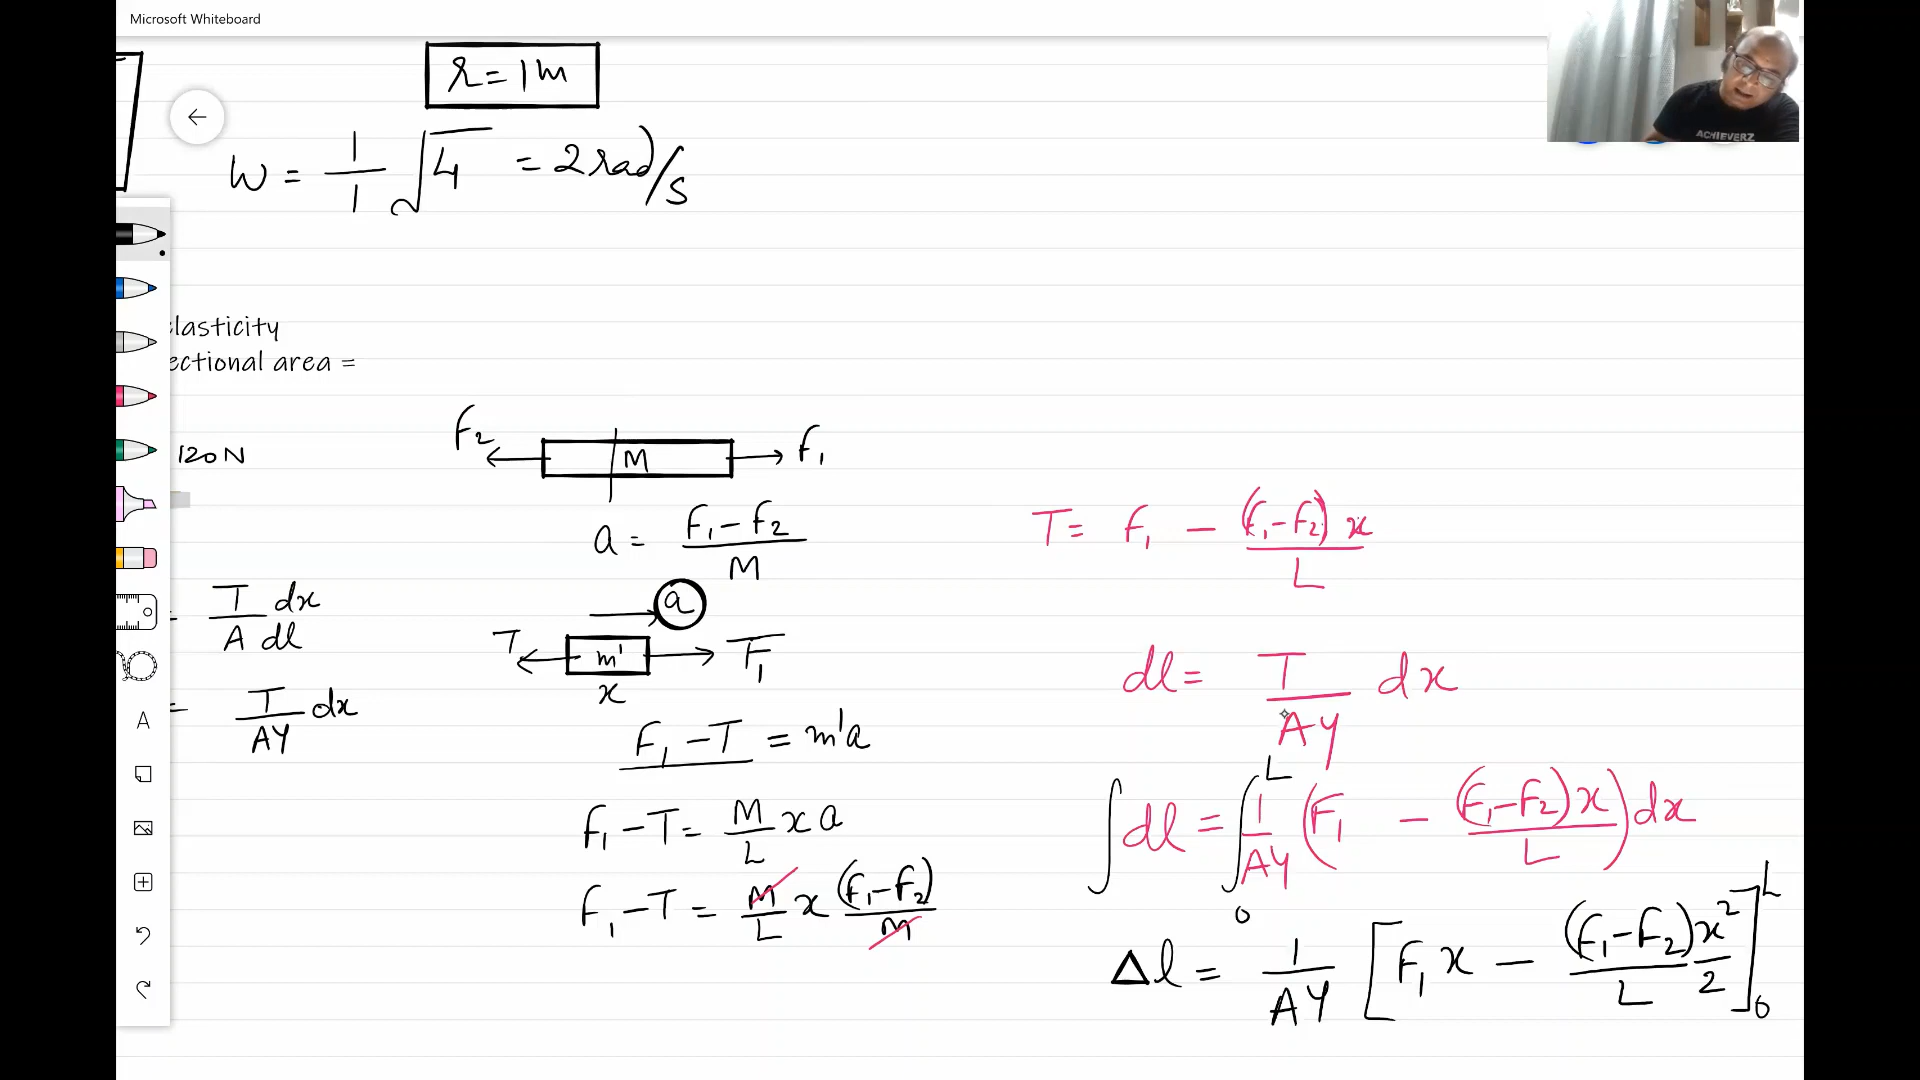 Microsoft Whiteboard
ACHIEVERZ
r = 1m
W = 1/1 √4 = 2 rad/s
lasticity
ectional area =
120 N
F₂ M F₁
a = (F₁ - F₂)/M
a
T m' F₁
x
= T/A dx/dl
= T/AY dx
F₁ - T = m'a
F₁ - T = M/L x a
F₁ - T = M/L x (F₁-F₂)/M
T = F₁ - (F₁-F₂) x/L
dl = T/AY dx
∫ dl = ∫₀ᴸ 1/AY (F₁ - (F₁-F₂)x/L) dx
Δl = 1/AY [F₁x - (F₁-F₂)/L x²/2]₀ᴸ
A